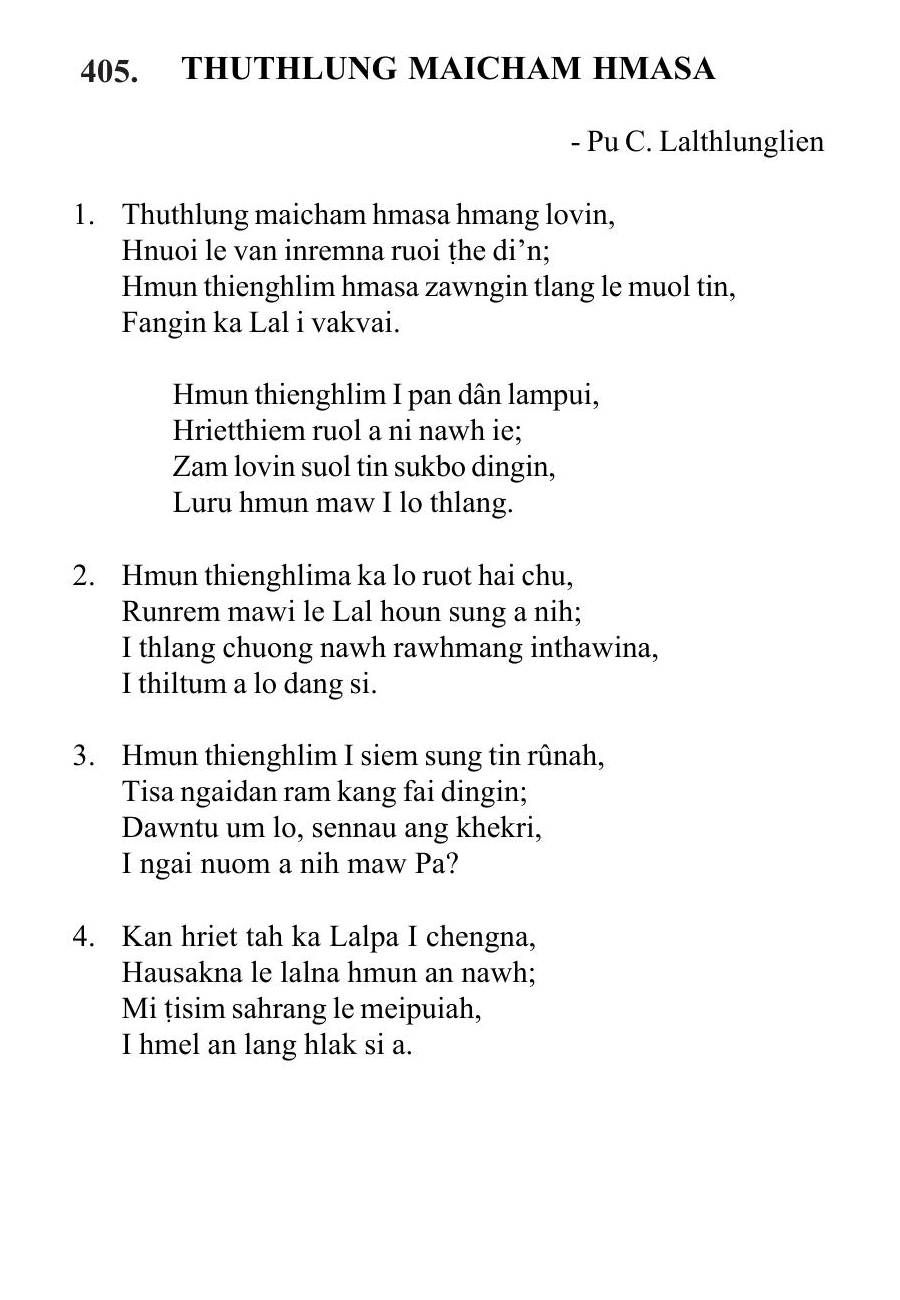 405. THUTHLUNG MAICHAM HMASA
- Pu C. Lalthlunglien
1. Thuthlung maicham hmasa hmang lovin,
Hnuoi le van inremna ruoi ṭhe di’n;
Hmun thienghlim hmasa zawngin tlang le muol tin,
Fangin ka Lal i vakvai.
Hmun thienghlim I pan dân lampui,
Hrietthiem ruol a ni nawh ie;
Zam lovin suol tin sukbo dingin,
Luru hmun maw I lo thlang.
2. Hmun thienghlima ka lo ruot hai chu,
Runrem mawi le Lal houn sung a nih;
I thlang chuong nawh rawhmang inthawina,
I thiltum a lo dang si.
3. Hmun thienghlim I siem sung tin rûnah,
Tisa ngaidan ram kang fai dingin;
Dawntu um lo, sennau ang khekri,
I ngai nuom a nih maw Pa?
4. Kan hriet tah ka Lalpa I chengna,
Hausakna le lalna hmun an nawh;
Mi ṭisim sahrang le meipuiah,
I hmel an lang hlak si a.